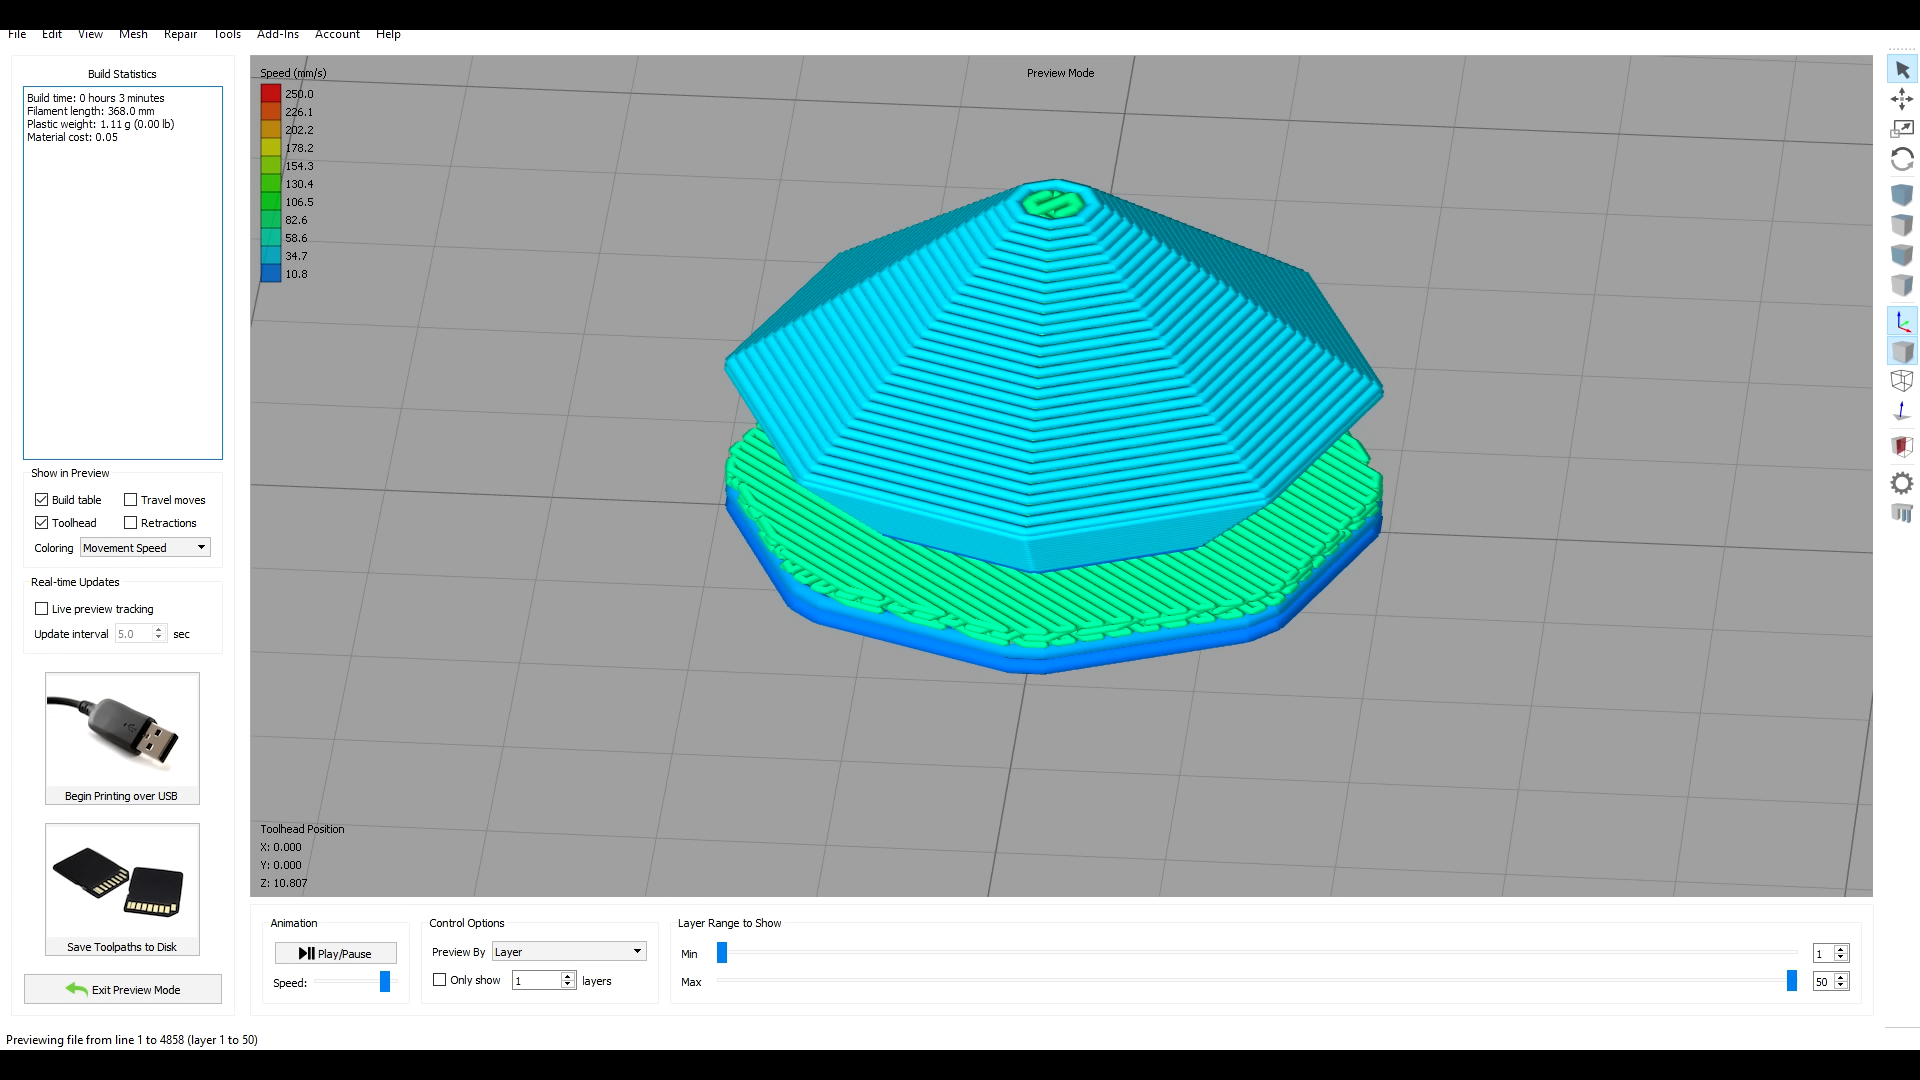 File Edit View Mesh Repair Tools Add-Ins Account Help
Build Statistics
Build time: 0 hours 3 minutes
Filament length: 368.0 mm
Plastic weight: 1.11 g (0.00 lb)
Material cost: 0.05
Show in Preview
Build table
Travel moves
Toolhead
Retractions
Coloring Movement Speed
Real-time Updates
Live preview tracking
Update interval 5.0 sec
Begin Printing over USB
Save Toolpaths to Disk
Exit Preview Mode
Speed (mm/s)
250.0
226.1
202.2
178.2
154.3
130.4
106.5
82.6
58.6
34.7
10.8
Preview Mode
Toolhead Position
X: 0.000
Y: 0.000
Z: 10.807
Animation
Play/Pause
Speed:
Control Options
Preview By Layer
Only show 1 layers
Layer Range to Show
Min 1
Max 50
Previewing file from line 1 to 4858 (layer 1 to 50)